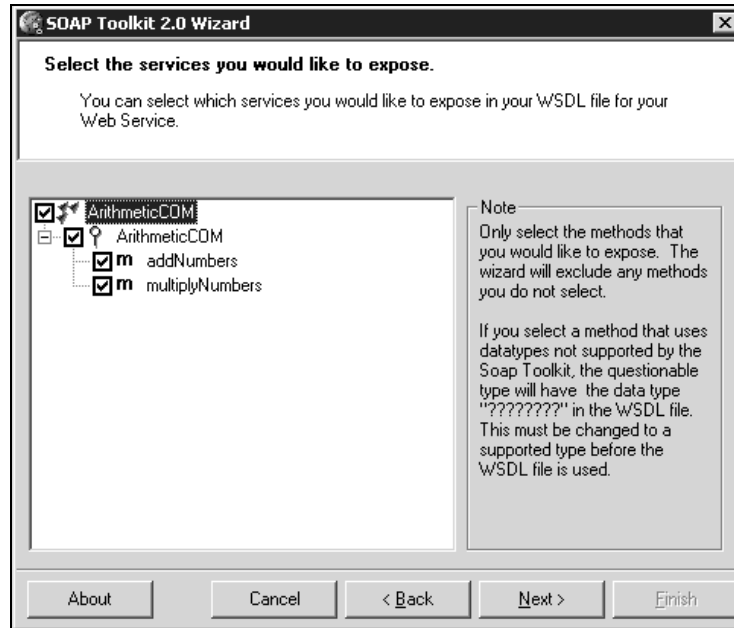 SOAP Toolkit 2.0 Wizard
Select the services you would like to expose.
You can select which services you would like to expose in your WSDL file for your
Web Service.
ArithmeticCOM
ArithmeticCOM
m addNumbers
m multiplyNumbers
Note
Only select the methods that
you would like to expose. The
wizard will exclude any methods
you do not select.
If you select a method that uses
datatypes not supported by the
Soap Toolkit, the questionable
type will have the data type
"????????" in the WSDL file.
This must be changed to a
supported type before the
WSDL file is used.
About
Cancel
< Back
Next >
Finish